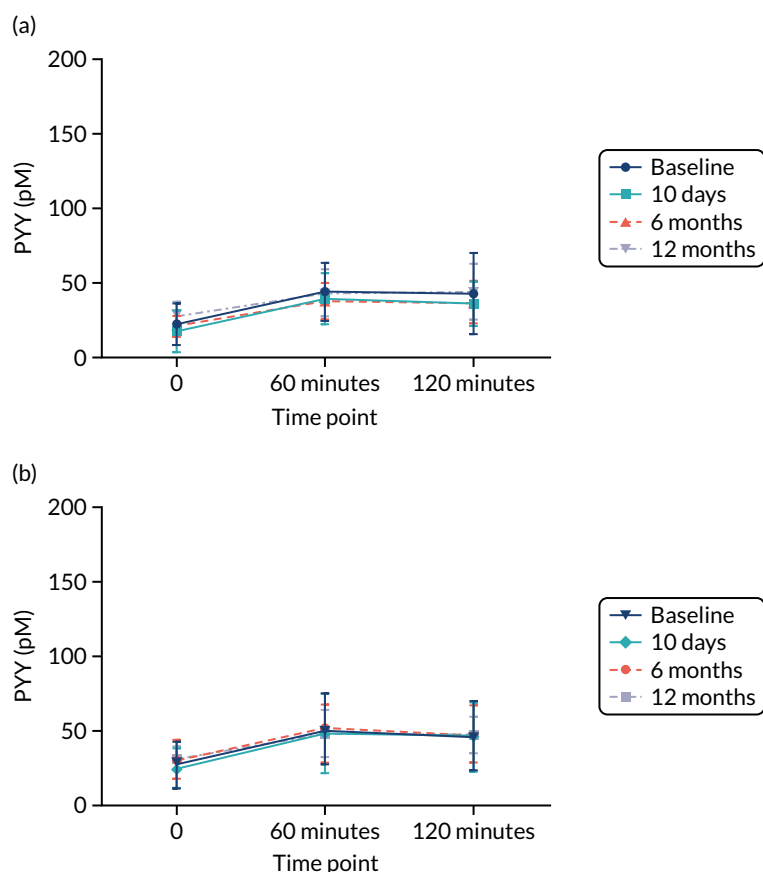 (a)
200
150
100
50
0
PYY (pM)
0 60 minutes 120 minutes
Time point
Baseline
10 days
6 months
12 months
(b)
200
150
100
50
0
PYY (pM)
0 60 minutes 120 minutes
Time point
Baseline
10 days
6 months
12 months